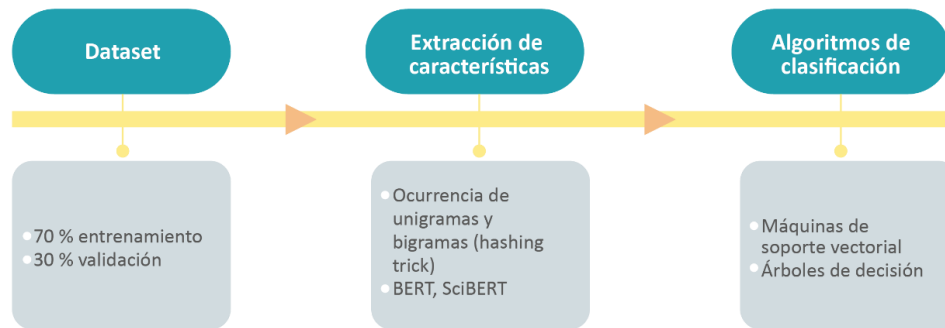 Dataset
Extracción de
características
Algoritmos de
clasificación
• 70 % entrenamiento
• 30 % validación
• Ocurrencia de
unigramas y
bigramas (hashing
trick)
• BERT, SciBERT
• Máquinas de
soporte vectorial
• Árboles de decisión